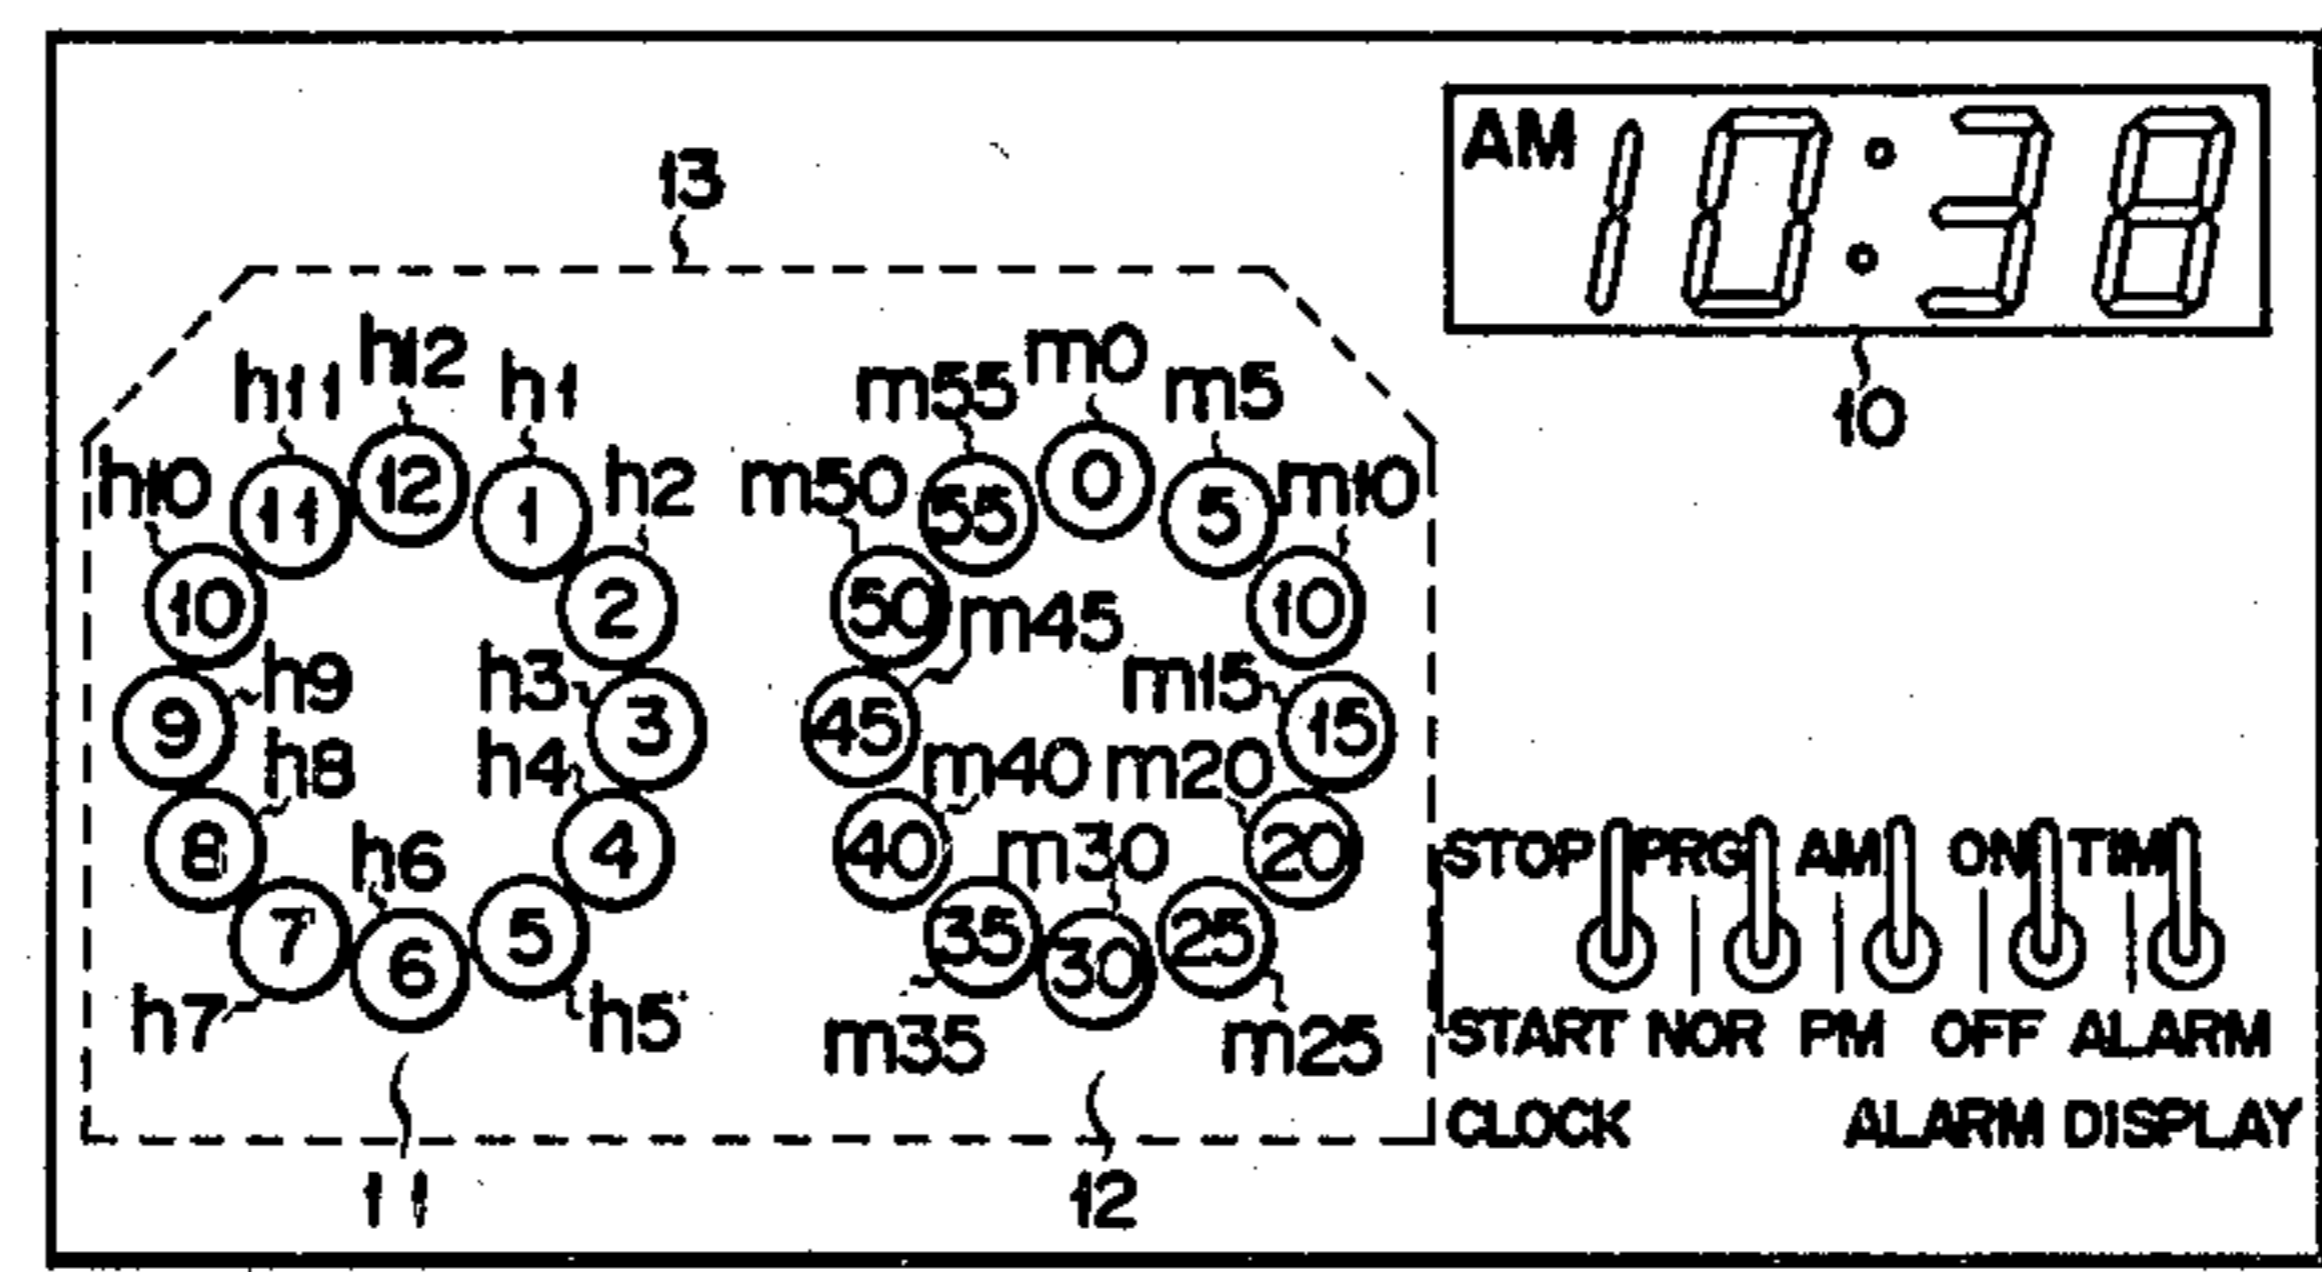 AM 10:38
13
10
h11 h12 h1
m55 m0 m5
h10 h2
m50 m10
11 12 1
55 0 5
10 2
50 10
m45
h9 h3
m15
9 3
45 15
h8 h4
m40 m20
8 4
40 20
h6
m30
7 6 5
35 30 25
h7 h5
m35 m25
11
12
STOP PRG AM ON TIM
START NOR PM OFF ALARM
CLOCK ALARM DISPLAY